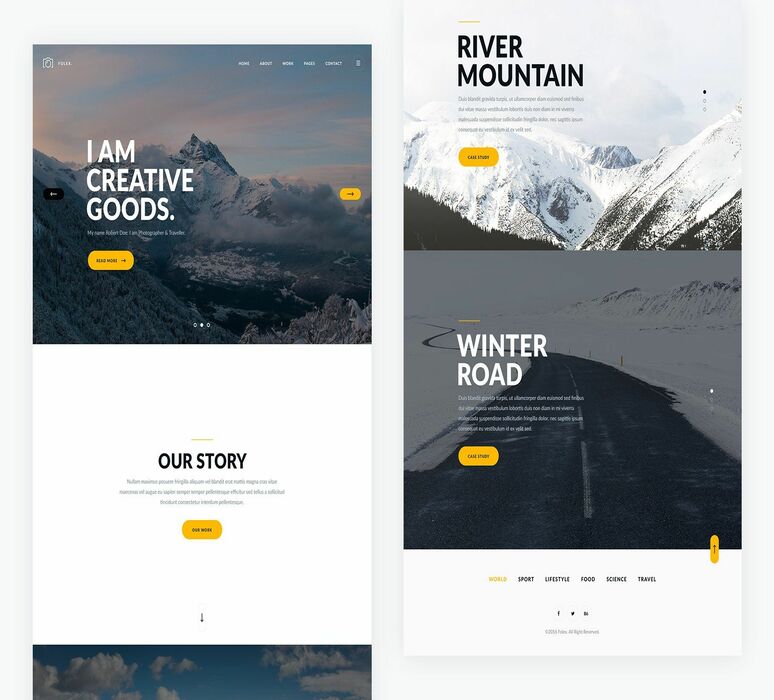 FOLEX.
HOME ABOUT WORK PAGES CONTACT
I AM
CREATIVE
GOODS.
My name Robert Doe. I am Photographer & Traveller.
READ MORE
OUR STORY
Nullam maximus posuere fringilla aliquam vel blandit erat mattis magna cras vitae
maecenas vel augue eu sapien semper semper pellentesque efficitur sed tellus a sollicitud
tincidunt consectetur interdum pellentesque.
OUR WORK
RIVER
MOUNTAIN
Duis blandit gravida turpis, ut ullamcorper diam euismod sed finibus
dui vitae massa vestibulum lobortis duis non diam in mi viverra
malesuada suspendisse sollicitudin fringilla dolor, nec sagittis ipsum
consequat eu vestibulum id ex velit sed.
CASE STUDY
WINTER
ROAD
Duis blandit gravida turpis, ut ullamcorper diam euismod sed finibus
dui vitae massa vestibulum lobortis duis non diam in mi viverra
malesuada suspendisse sollicitudin fringilla dolor, nec sagittis ipsum
consequat eu vestibulum id ex velit sed.
CASE STUDY
WORLD SPORT LIFESTYLE FOOD SCIENCE TRAVEL
©2016 Folex. All Right Reserved.